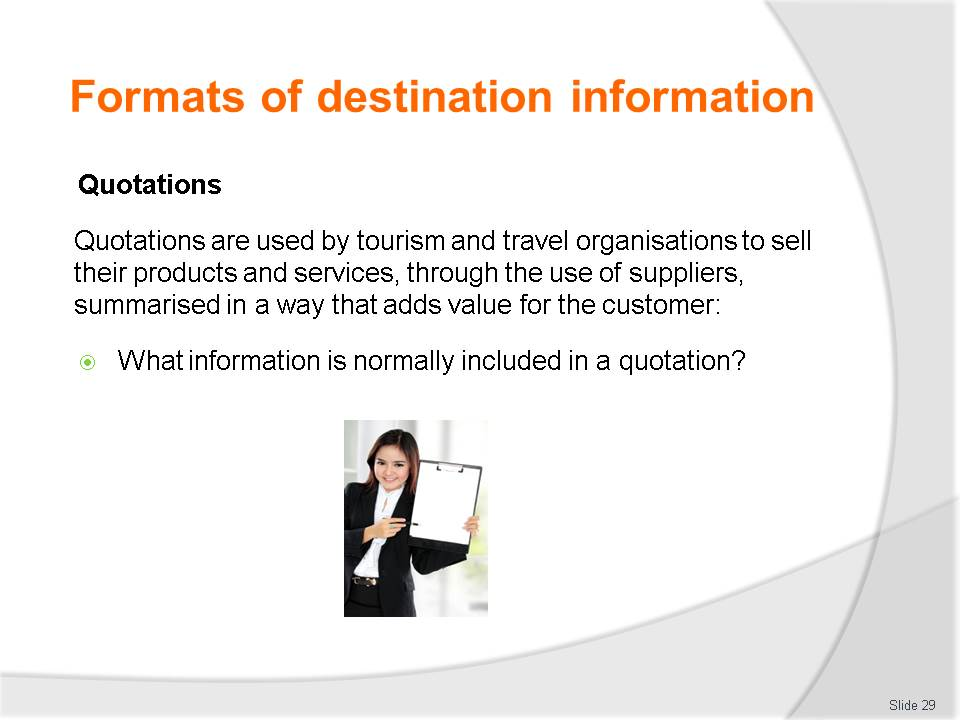 Formats of destination information
Quotations
Quotations are used by tourism and travel organisations to sell
their products and services, through the use of suppliers,
summarised in a way that adds value for the customer:
What information is normally included in a quotation?
Slide 29